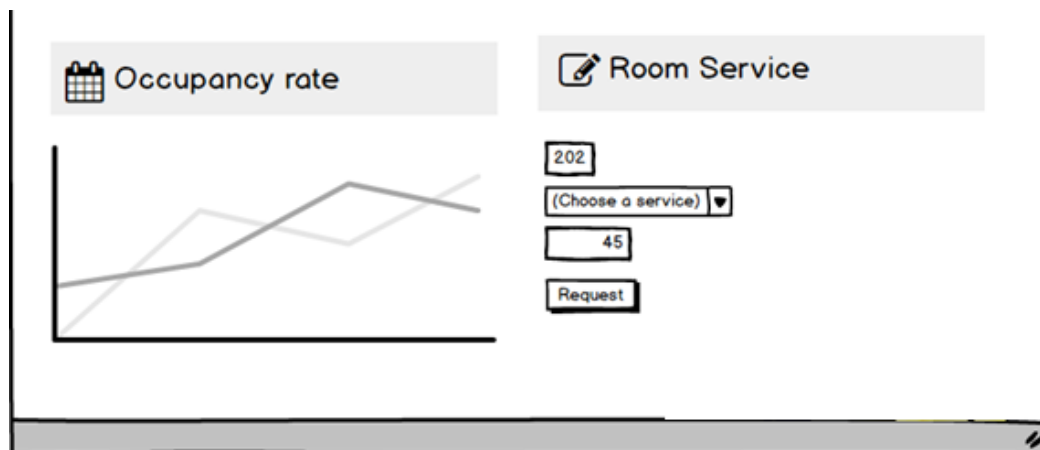 Occupancy rate
Room Service
202
(Choose a service)
45
Request